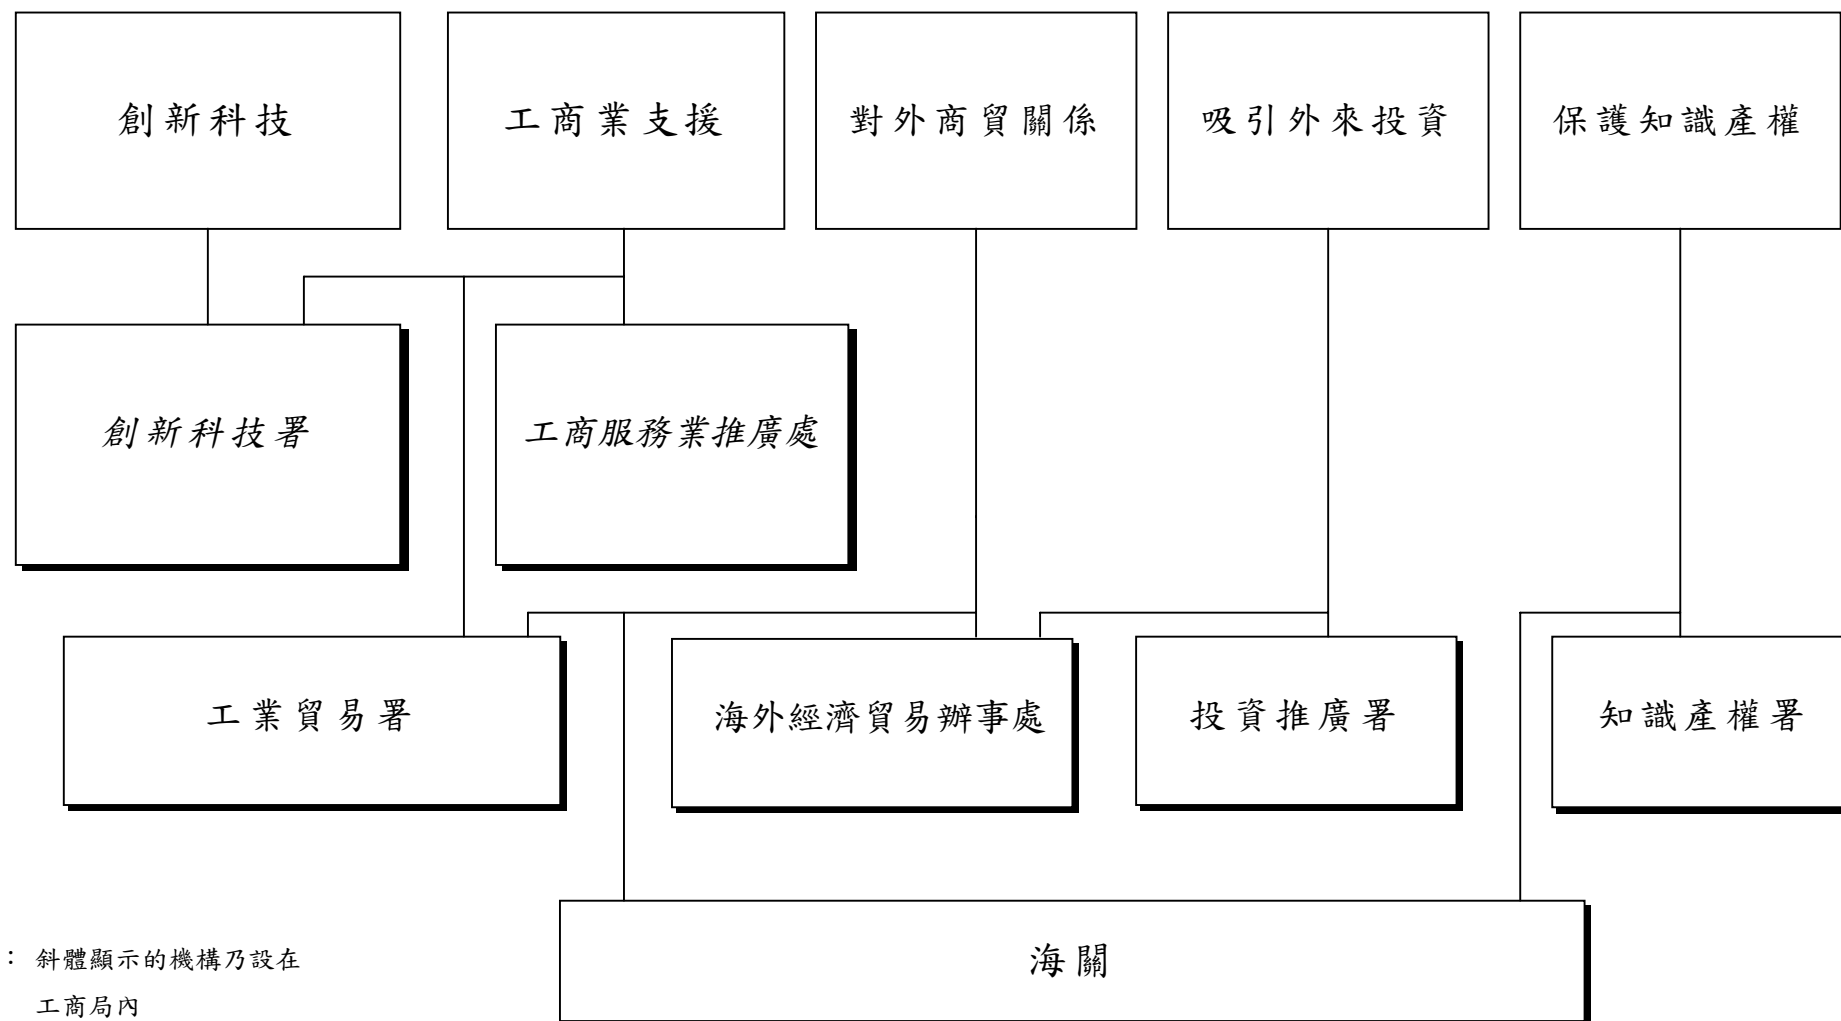 創新科技
工商業支援
對外商貿關係
吸引外來投資
保護知識產權
創新科技署
工商服務業推廣處
工業貿易署
海外經濟貿易辦事處
投資推廣署
知識產權署
海關
： 斜體顯示的機構乃設在
工商局內